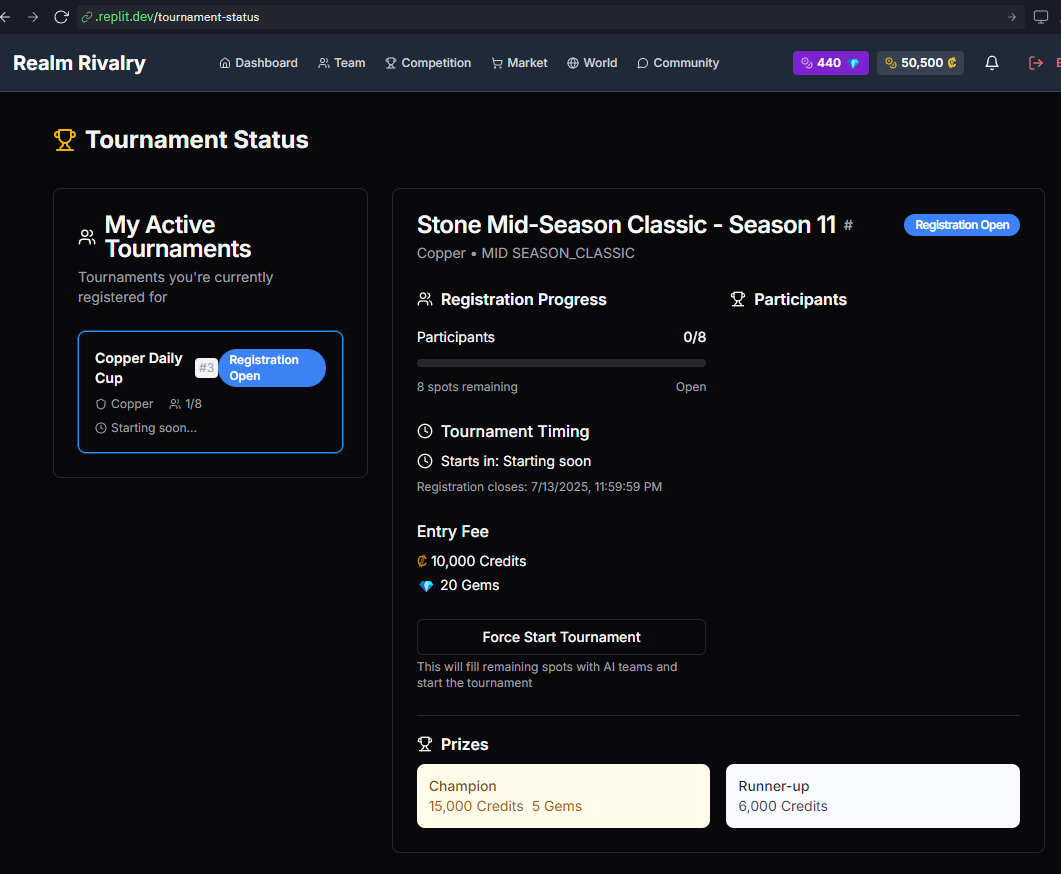 .replit.dev/tournament-status
Realm Rivalry
Dashboard
Team
Competition
Market
World
Community
440
50,500 ₡
Tournament Status
My Active
Tournaments
Tournaments you're currently
registered for
Copper Daily
Cup
#3
Registration
Open
Copper
1/8
Starting soon...
Stone Mid-Season Classic - Season 11 #
Registration Open
Copper • MID SEASON_CLASSIC
Registration Progress
Participants 0/8
8 spots remaining Open
Tournament Timing
Starts in: Starting soon
Registration closes: 7/13/2025, 11:59:59 PM
Entry Fee
₡ 10,000 Credits
20 Gems
Force Start Tournament
This will fill remaining spots with AI teams and
start the tournament
Participants
Prizes
Champion
15,000 Credits 5 Gems
Runner-up
6,000 Credits